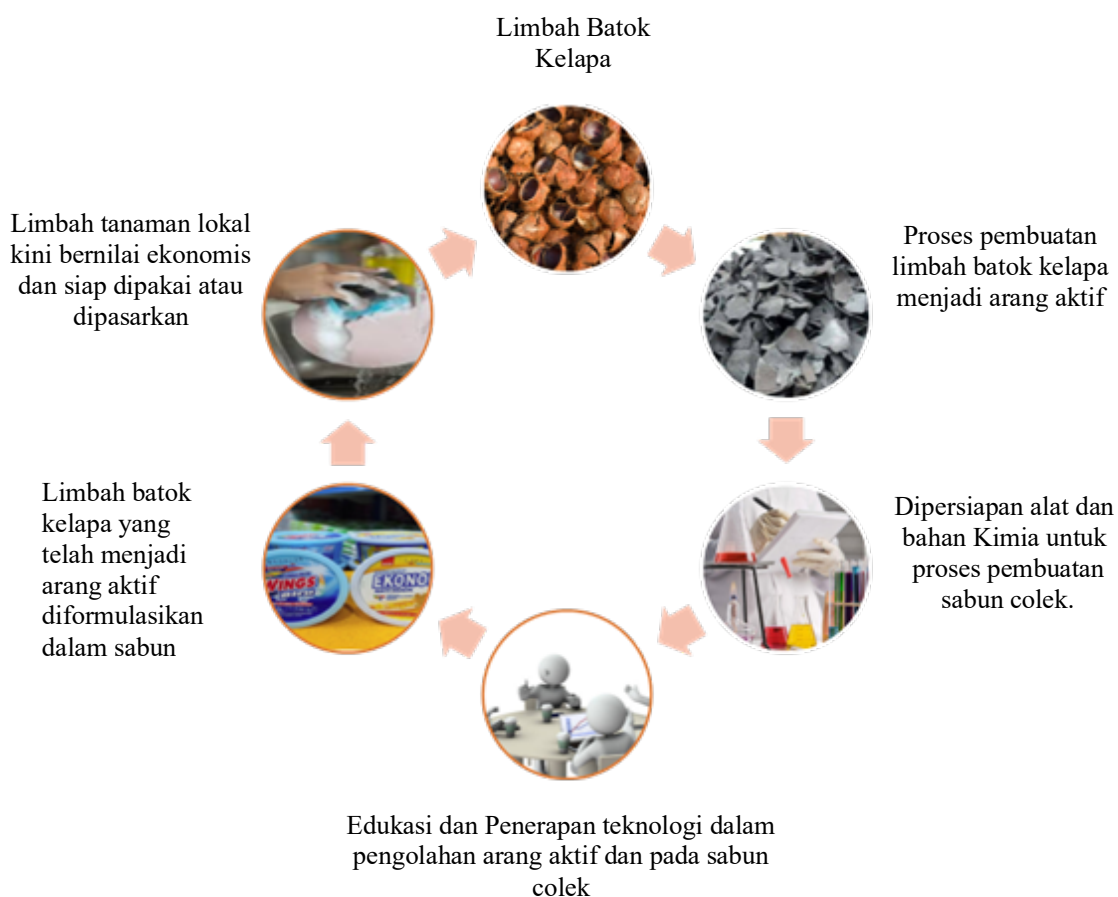 Limbah Batok
Kelapa
Proses pembuatan
limbah batok kelapa
menjadi arang aktif
Dipersiapan alat dan
bahan Kimia untuk
proses pembuatan
sabun colek.
Edukasi dan Penerapan teknologi dalam
pengolahan arang aktif dan pada sabun
colek
Limbah batok
kelapa yang
telah menjadi
arang aktif
diformulasikan
dalam sabun
WINGS
EKONO
Limbah tanaman lokal
kini bernilai ekonomis
dan siap dipakai atau
dipasarkan